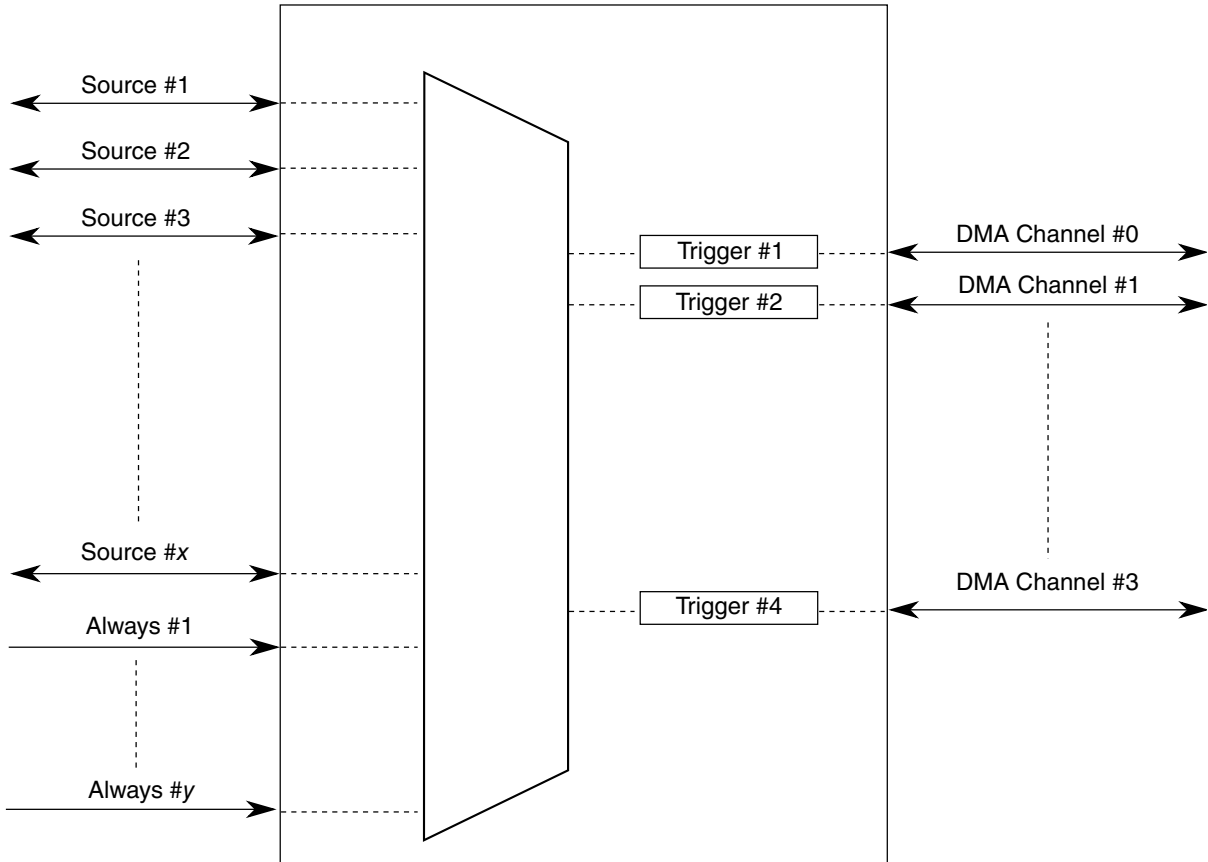 Source #1
Source #2
Source #3
Source #x
Always #1
Always #y
Trigger #1
Trigger #2
Trigger #4
DMA Channel #0
DMA Channel #1
DMA Channel #3